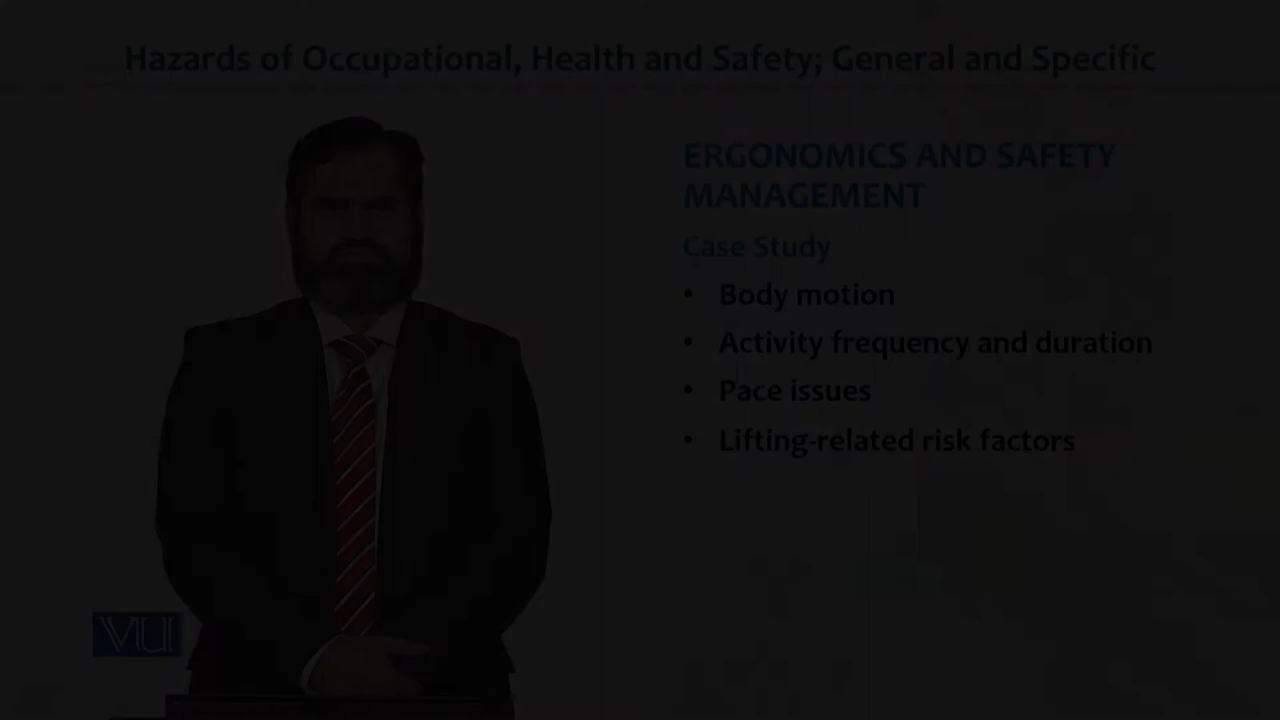 Hazards of Occupational, Health and Safety; General and Specific
ERGONOMICS AND SAFETY
MANAGEMENT
Case Study
• Body motion
• Activity frequency and duration
• Pace issues
• Lifting-related risk factors
VU